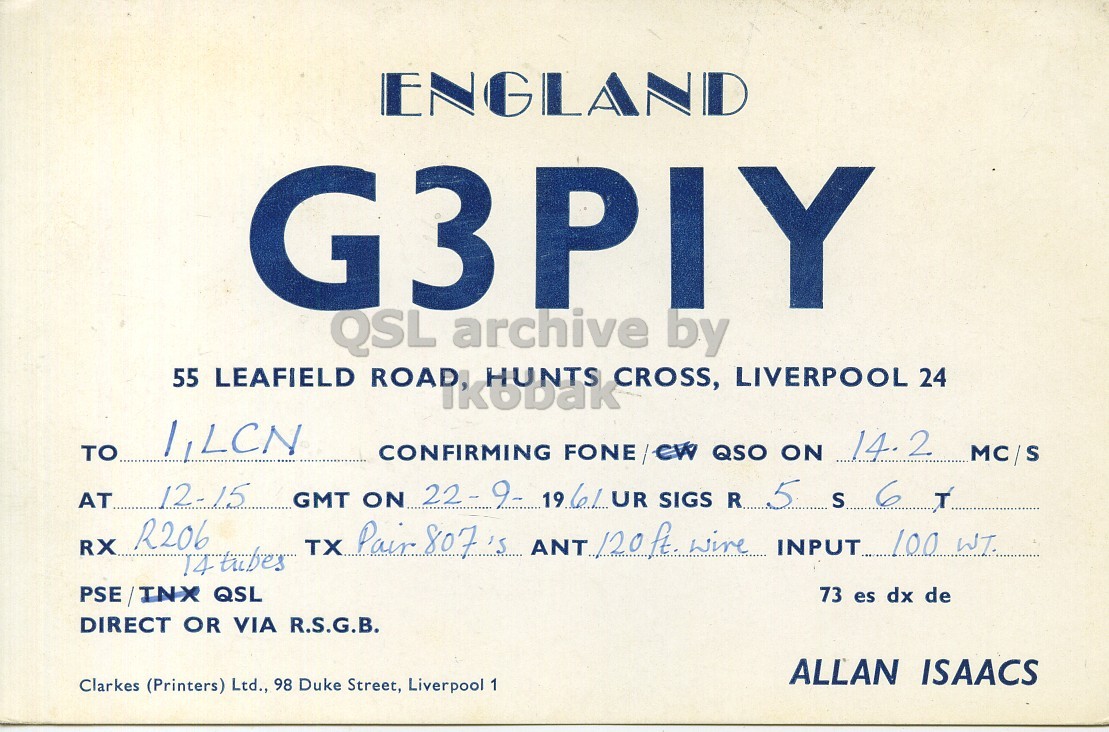 ENGLAND
G3PIY
QSL archive by
55 LEAFIELD ROAD, HUNTS CROSS, LIVERPOOL 24
ik6bak
TO I1LCN CONFIRMING FONE/CW QSO ON 14.2 MC/S
AT 12-15 GMT ON 22-9-1961 UR SIGS R 5 S 6 T
RX R206 TX Pair 807's ANT 120 ft. wire INPUT 100 WT.
14 tubes
PSE/TNX QSL 73 es dx de
DIRECT OR VIA R.S.G.B.
ALLAN ISAACS
Clarkes (Printers) Ltd., 98 Duke Street, Liverpool 1